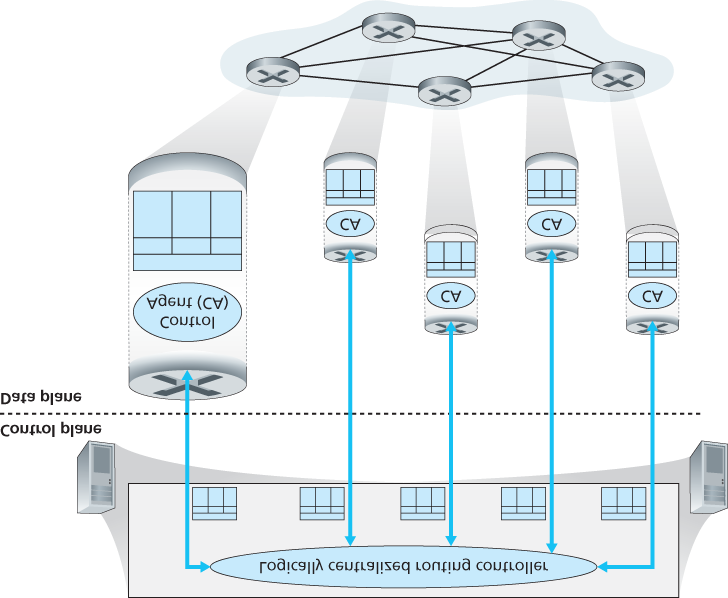 Logically centralized routing controller
Control plane
Data plane
Control
Agent (CA)
CA
CA
CA
CA